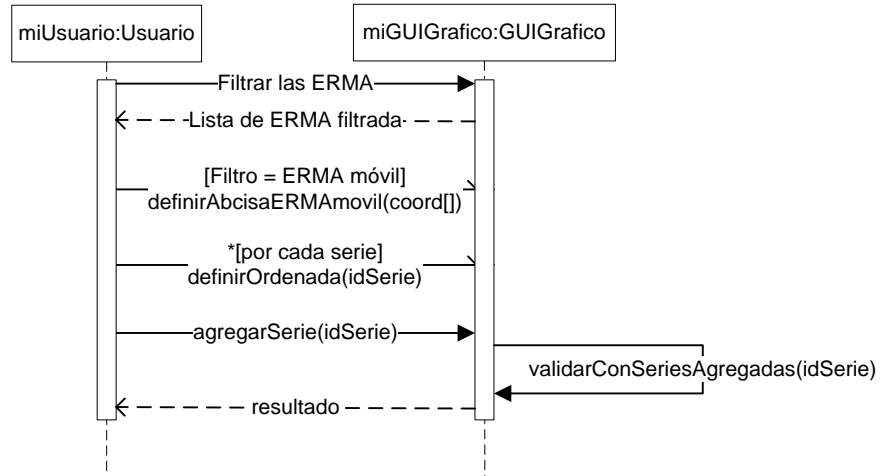 miUsuario:Usuario
miGUIGrafico:GUIGrafico
Filtrar las ERMA
Lista de ERMA filtrada
[Filtro = ERMA móvil]
definirAbcisaERMAmovil(coord[])
*[por cada serie]
definirOrdenada(idSerie)
agregarSerie(idSerie)
validarConSeriesAgregadas(idSerie)
resultado